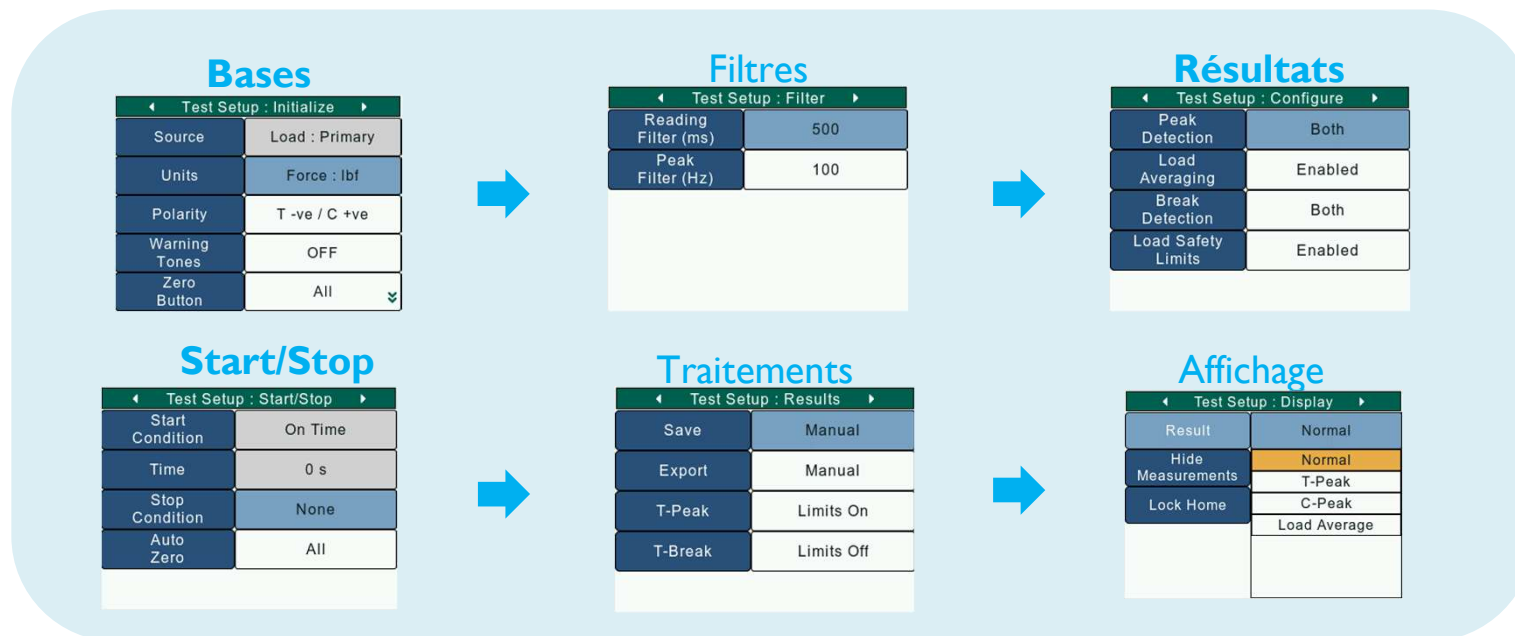 Bases
Test Setup : Initialize
Source
Load : Primary
Units
Force : lbf
Polarity
T -ve / C +ve
Warning
Tones
OFF
Zero
Button
All
Filtres
Test Setup : Filter
Reading
Filter (ms)
500
Peak
Filter (Hz)
100
Résultats
Test Setup : Configure
Peak
Detection
Both
Load
Averaging
Enabled
Break
Detection
Both
Load Safety
Limits
Enabled
Start/Stop
Test Setup : Start/Stop
Start
Condition
On Time
Time
0 s
Stop
Condition
None
Auto
Zero
All
Traitements
Test Setup : Results
Save
Manual
Export
Manual
T-Peak
Limits On
T-Break
Limits Off
Affichage
Test Setup : Display
Result
Normal
Hide
Measurements
Normal
T-Peak
Lock Home
C-Peak
Load Average